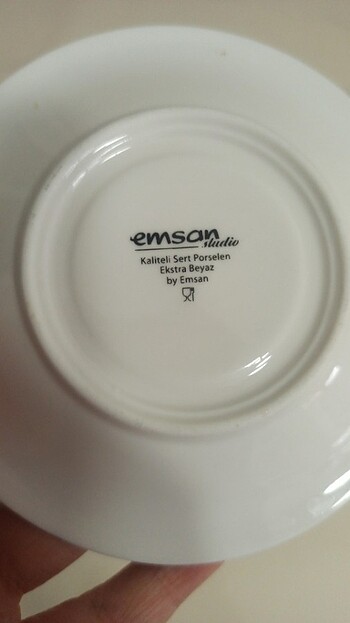 emsan
studio
Kaliteli Sert Porselen
Ekstra Beyaz
by Emsan